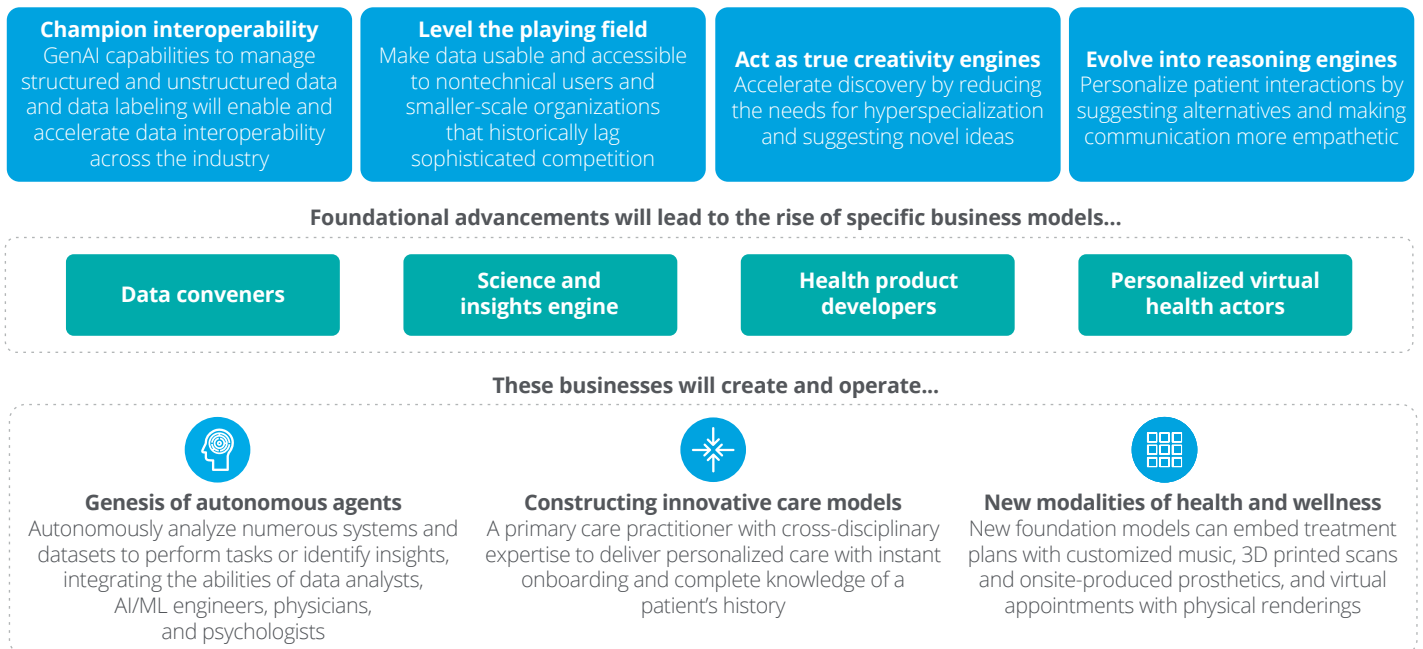 Champion interoperability
GenAI capabilities to manage
structured and unstructured data
and data labeling will enable and
accelerate data interoperability
across the industry
Level the playing field
Make data usable and accessible
to nontechnical users and
smaller-scale organizations
that historically lag
sophisticated competition
Act as true creativity engines
Accelerate discovery by reducing
the needs for hyperspecialization
and suggesting novel ideas
Evolve into reasoning engines
Personalize patient interactions by
suggesting alternatives and making
communication more empathetic
Foundational advancements will lead to the rise of specific business models...
Data conveners
Science and
insights engine
Health product
developers
Personalized virtual
health actors
These businesses will create and operate...
Genesis of autonomous agents
Autonomously analyze numerous systems and
datasets to perform tasks or identify insights,
integrating the abilities of data analysts,
AI/ML engineers, physicians,
and psychologists
Constructing innovative care models
A primary care practitioner with cross-disciplinary
expertise to deliver personalized care with instant
onboarding and complete knowledge of a
patient's history
New modalities of health and wellness
New foundation models can embed treatment
plans with customized music, 3D printed scans
and onsite-produced prosthetics, and virtual
appointments with physical renderings